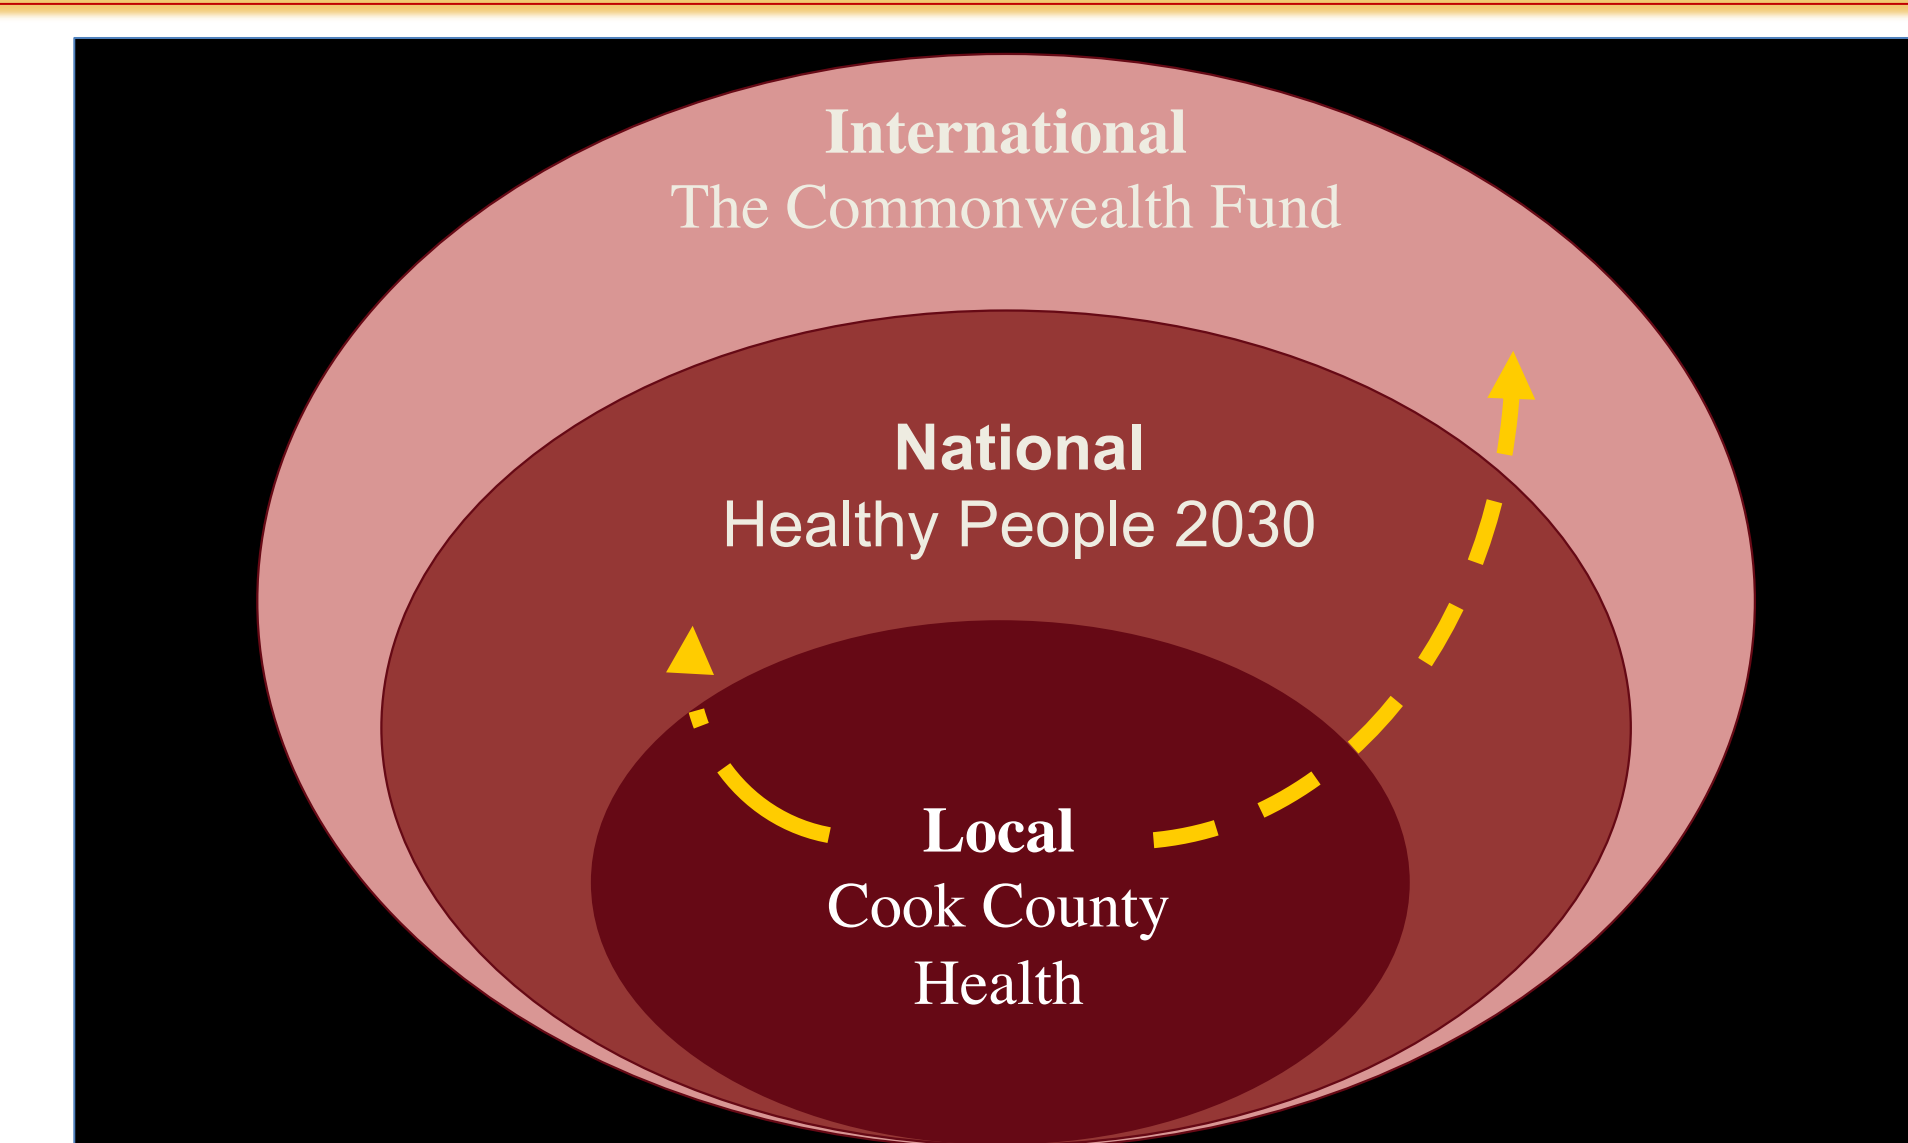 International
The Commonwealth Fund
National
Healthy People 2030
Local
Cook County
Health